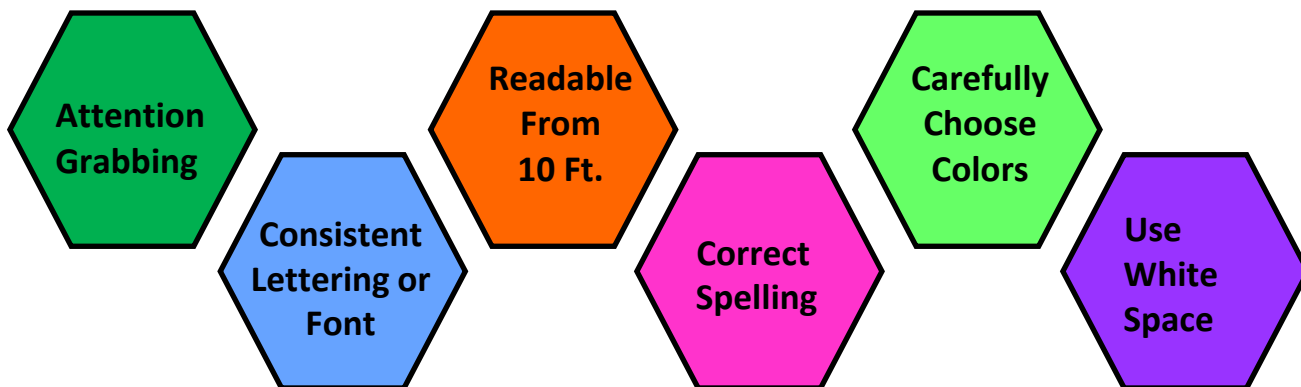 Attention
Grabbing
Consistent
Lettering or
Font
Readable
From
10 Ft.
Correct
Spelling
Carefully
Choose
Colors
Use
White
Space